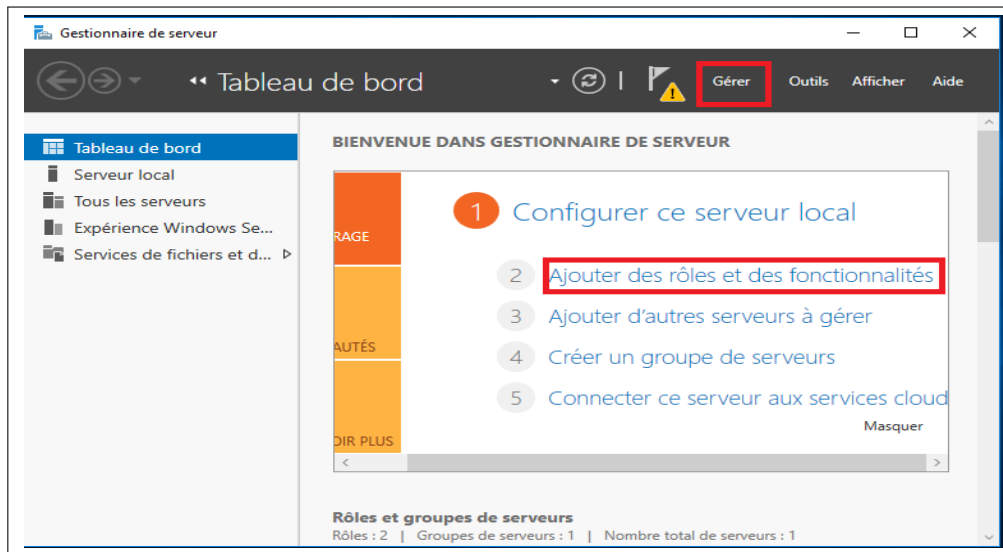 Gestionnaire de serveur
Tableau de bord
Gérer Outils Afficher Aide
Tableau de bord
Serveur local
Tous les serveurs
Expérience Windows Se...
Services de fichiers et d...
BIENVENUE DANS GESTIONNAIRE DE SERVEUR
RAGE
AUTÉS
OIR PLUS
1 Configurer ce serveur local
2 Ajouter des rôles et des fonctionnalités
3 Ajouter d'autres serveurs à gérer
4 Créer un groupe de serveurs
5 Connecter ce serveur aux services cloud
Masquer
Rôles et groupes de serveurs
Rôles : 2 | Groupes de serveurs : 1 | Nombre total de serveurs : 1